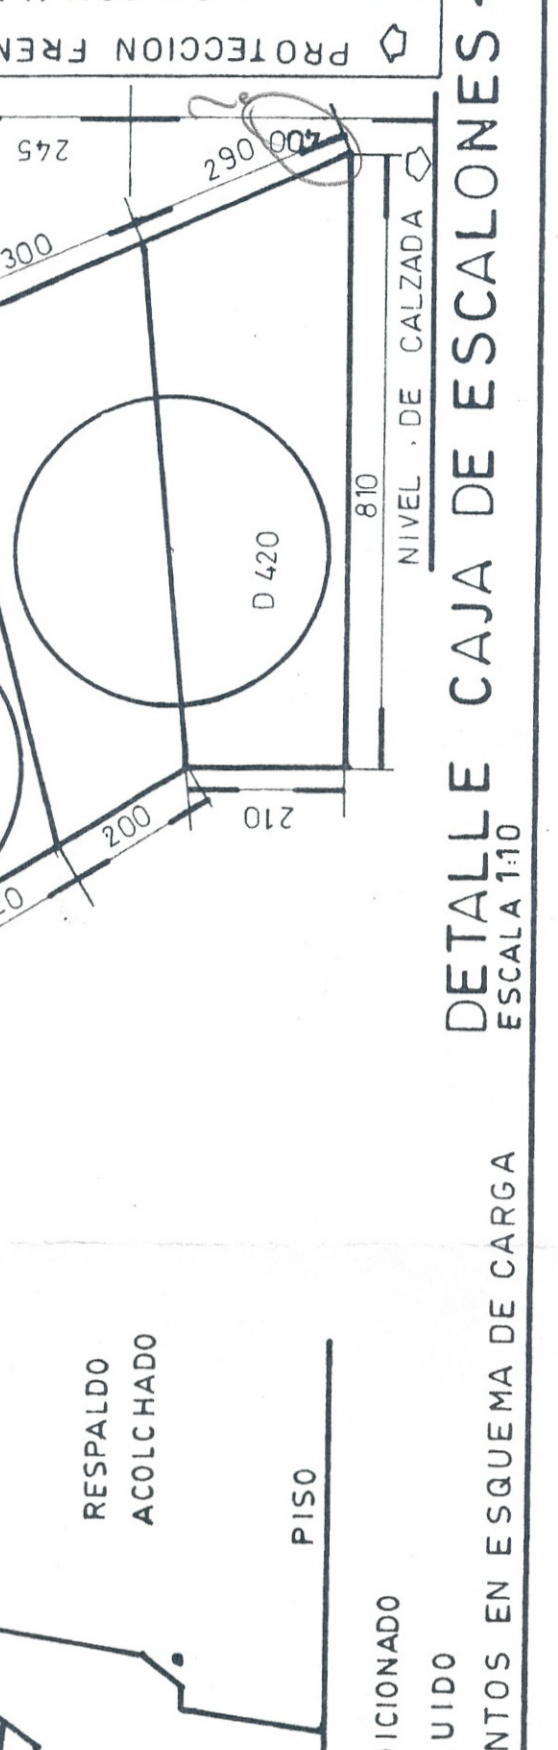 PROTECCION FREN
245
290
400
300
NIVEL . DE CALZADA
810
D 420
210
200
DETALLE CAJA DE ESCALONES
ESCALA 1:10
RESPALDO
ACOLCHADO
PISO
ICIONADO
UIDO
NTOS EN ESQUEMA DE CARGA